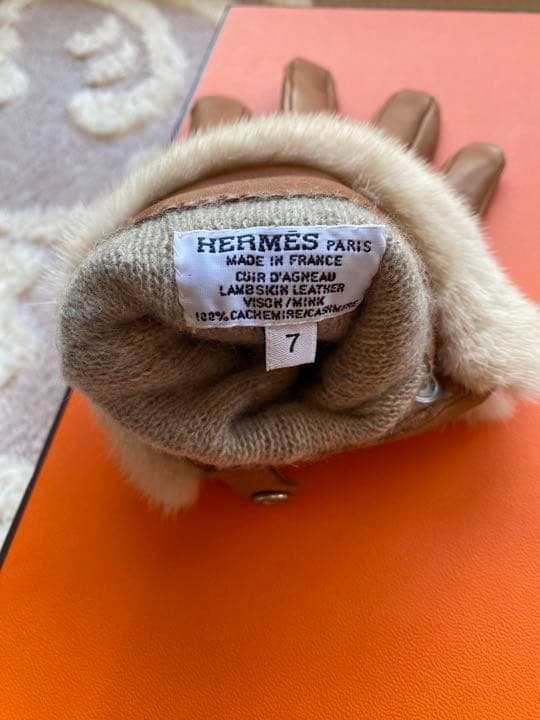 HERMÈS PARIS
MADE IN FRANCE
CUIR D'AGNEAU
LAMBSKIN LEATHER
VISON/MINK
100% CACHEMIRE/CASHMERE
7